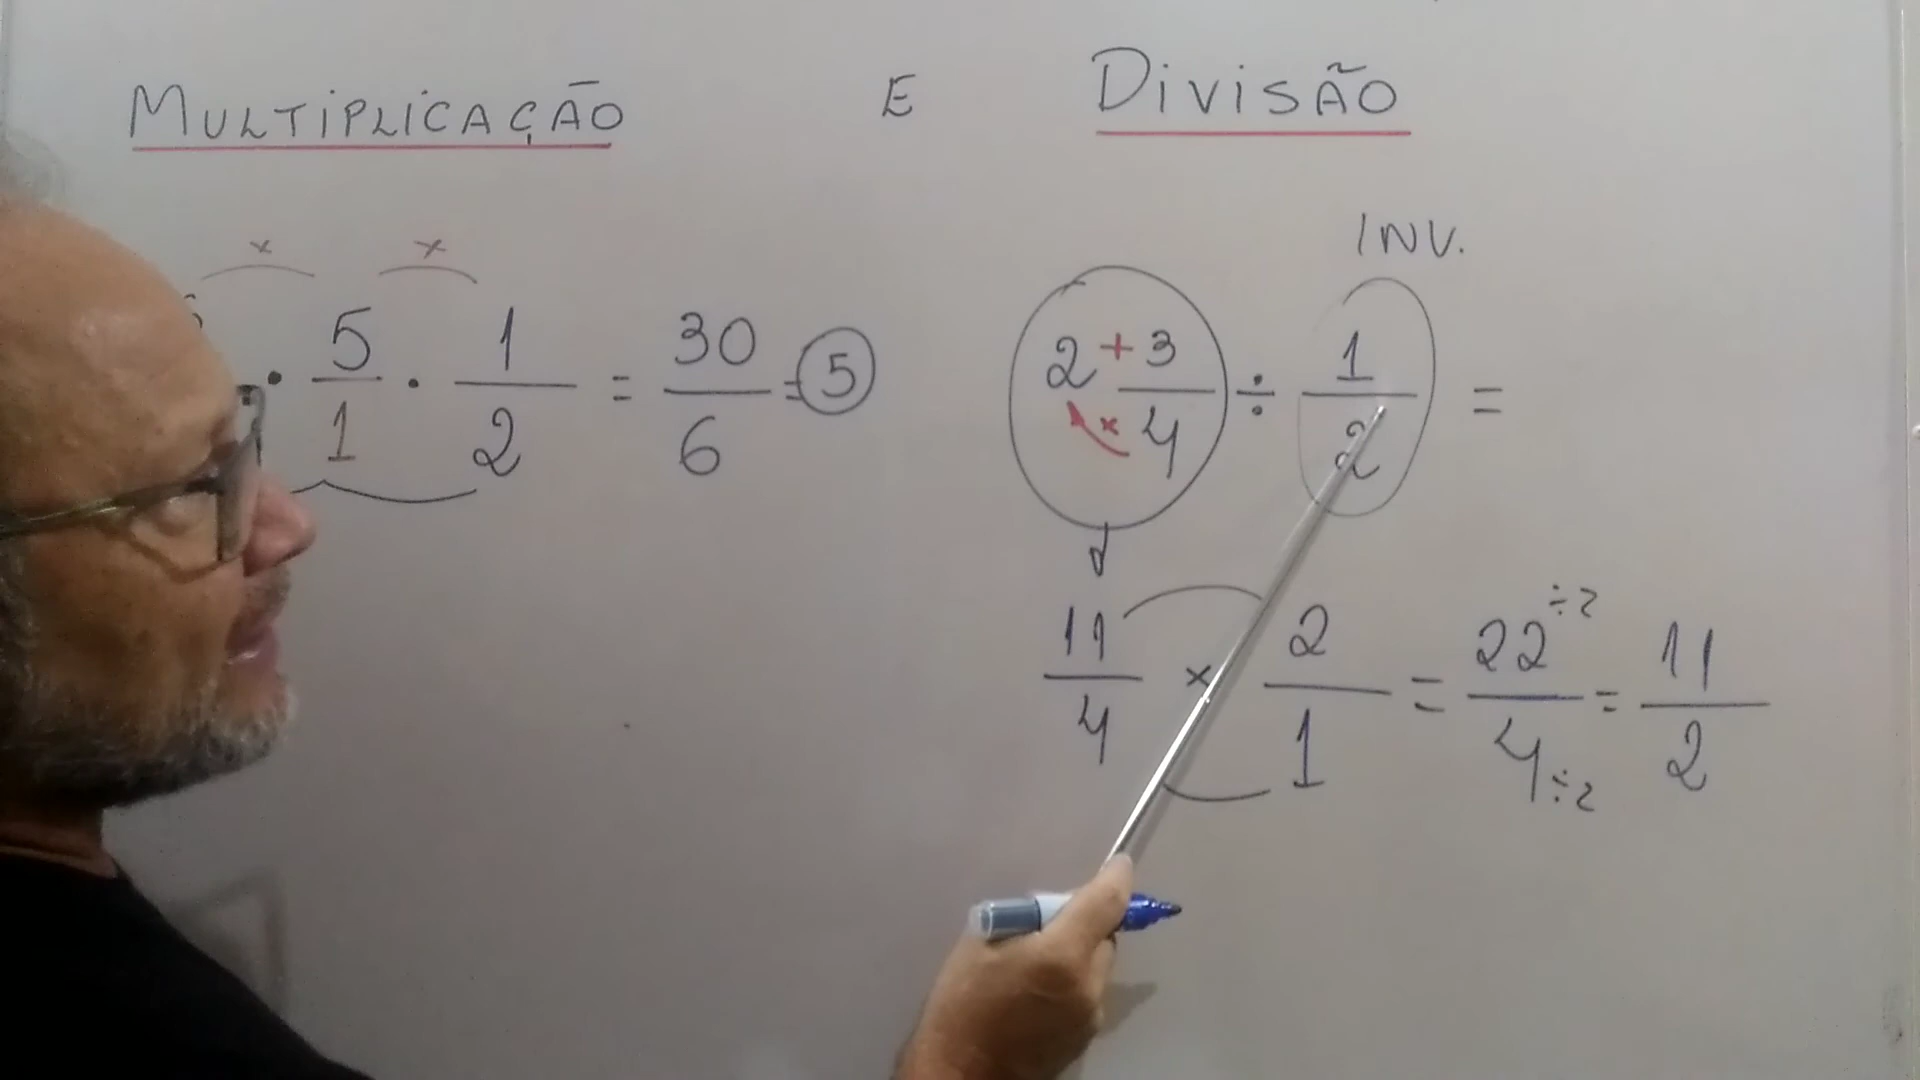 MULTIPLICAÇÃO E DIVISÃO
INV.
x x
· 5/1 · 1/2 = 30/6 = 5
2 + 3/4 ÷ 1/2 =
x
11/4 x 2/1 = 22 ÷2/4 ÷2 = 11/2